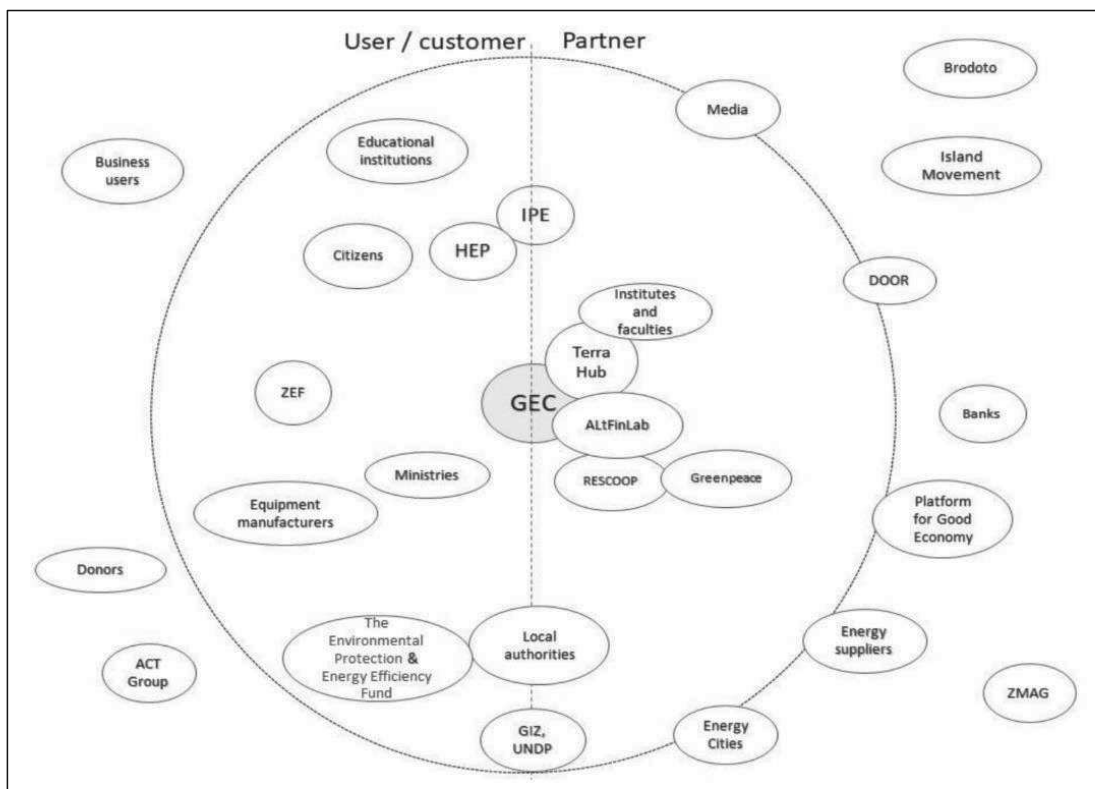 User / customer
Partner
Brodoto
Media
Educational
institutions
Business
users
Island
Movement
IPE
HEP
Citizens
DOOR
Institutes
and
faculties
Terra
Hub
ZEF
GEC
ALtFinLab
Banks
Ministries
RESCOOP
Greenpeace
Equipment
manufacturers
Platform
for Good
Economy
Donors
The
Environmental
Protection &
Energy Efficiency
Fund
Local
authorities
Energy
suppliers
ACT
Group
ZMAG
GIZ,
UNDP
Energy
Cities